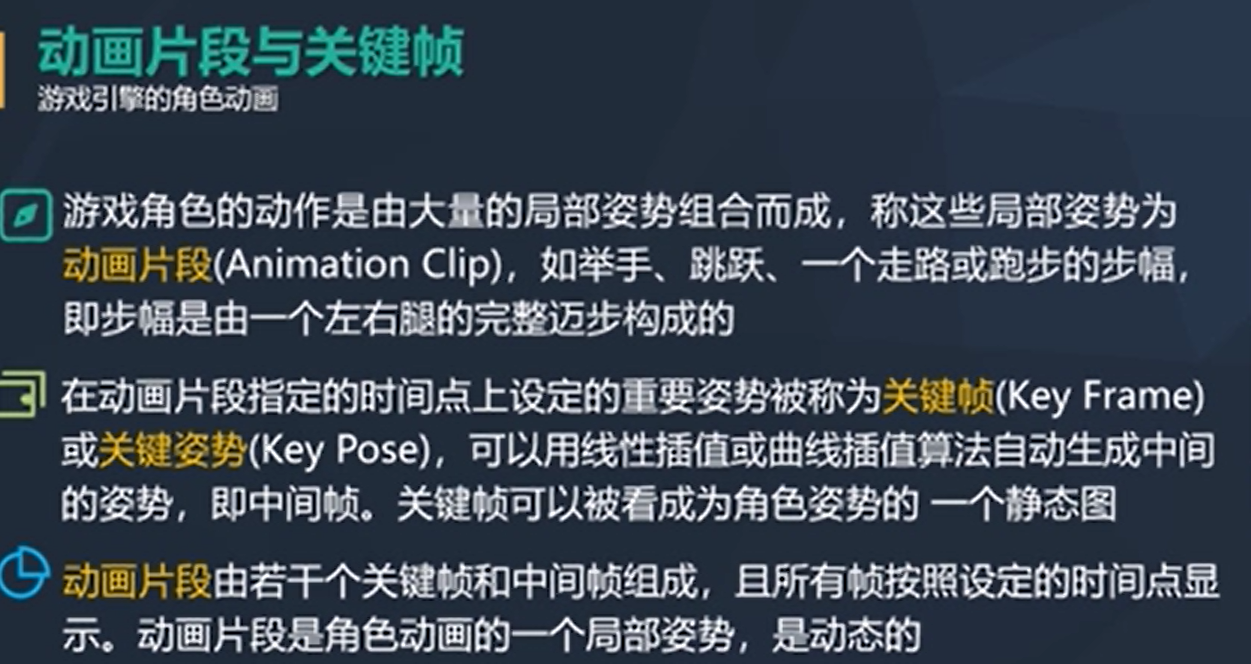 动画片段与关键帧
游戏引擎的角色动画
游戏角色的动作是由大量的局部姿势组合而成，称这些局部姿势为
动画片段(Animation Clip)，如举手、跳跃、一个走路或跑步的步幅，
即步幅是由一个左右腿的完整迈步构成的
在动画片段指定的时间点上设定的重要姿势被称为关键帧(Key Frame)
或关键姿势(Key Pose)，可以用线性插值或曲线插值算法自动生成中间
的姿势，即中间帧。关键帧可以被看成为角色姿势的 一个静态图
动画片段由若干个关键帧和中间帧组成，且所有帧按照设定的时间点显
示。动画片段是角色动画的一个局部姿势，是动态的